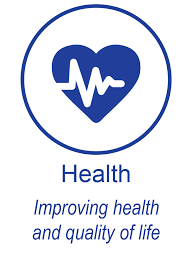 Health
Improving health
and quality of life